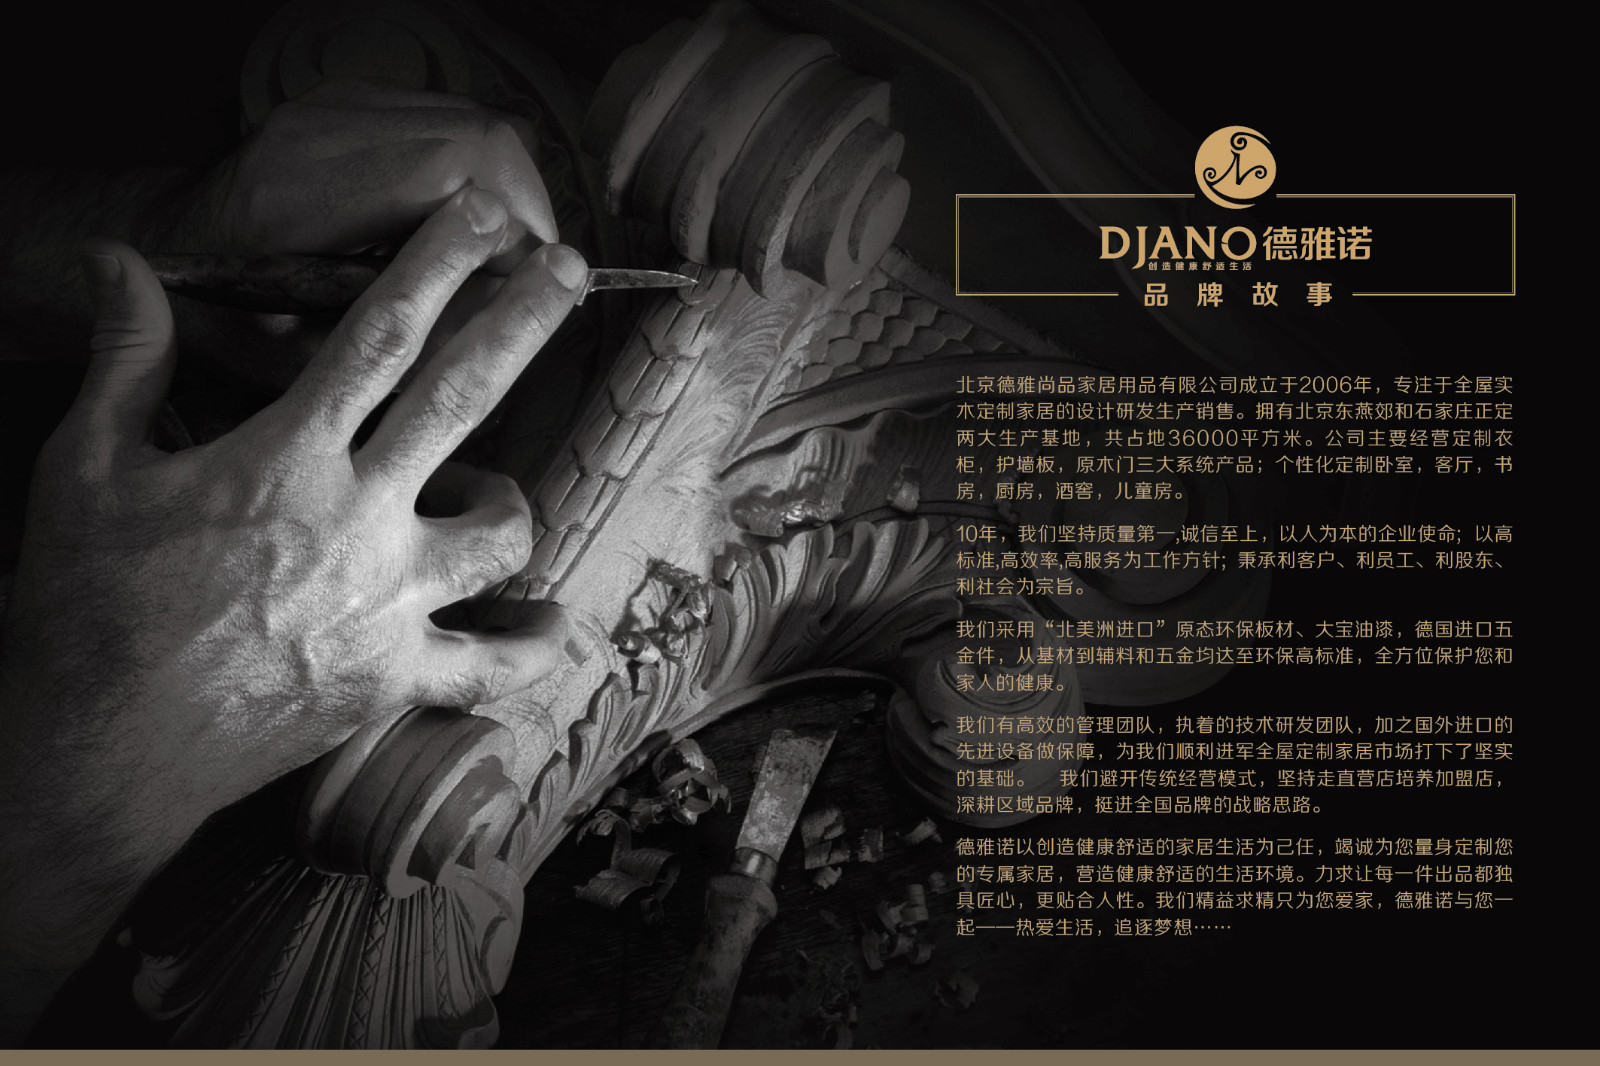 DJANO德雅诺
创造健康舒适生活
品牌故事
北京德雅尚品家居用品有限公司成立于2006年，专注于全屋实
木定制家居的设计研发生产销售。拥有北京东燕郊和石家庄正定
两大生产基地，共占地36000平方米。公司主要经营定制衣
柜，护墙板，原木门三大系统产品；个性化定制卧室，客厅，书
房，厨房，酒窖，儿童房。
10年，我们坚持质量第一,诚信至上，以人为本的企业使命；以高
标准,高效率,高服务为工作方针；秉承利客户、利员工、利股东、
利社会为宗旨。
我们采用“北美洲进口”原态环保板材、大宝油漆，德国进口五
金件，从基材到辅料和五金均达至环保高标准，全方位保护您和
家人的健康。
我们有高效的管理团队，执着的技术研发团队，加之国外进口的
先进设备做保障，为我们顺利进军全屋定制家居市场打下了坚实
的基础。　我们避开传统经营模式，坚持走直营店培养加盟店，
深耕区域品牌，挺进全国品牌的战略思路。
德雅诺以创造健康舒适的家居生活为己任，竭诚为您量身定制您
的专属家居，营造健康舒适的生活环境。力求让每一件出品都独
具匠心，更贴合人性。我们精益求精只为您爱家，德雅诺与您一
起——热爱生活，追逐梦想……